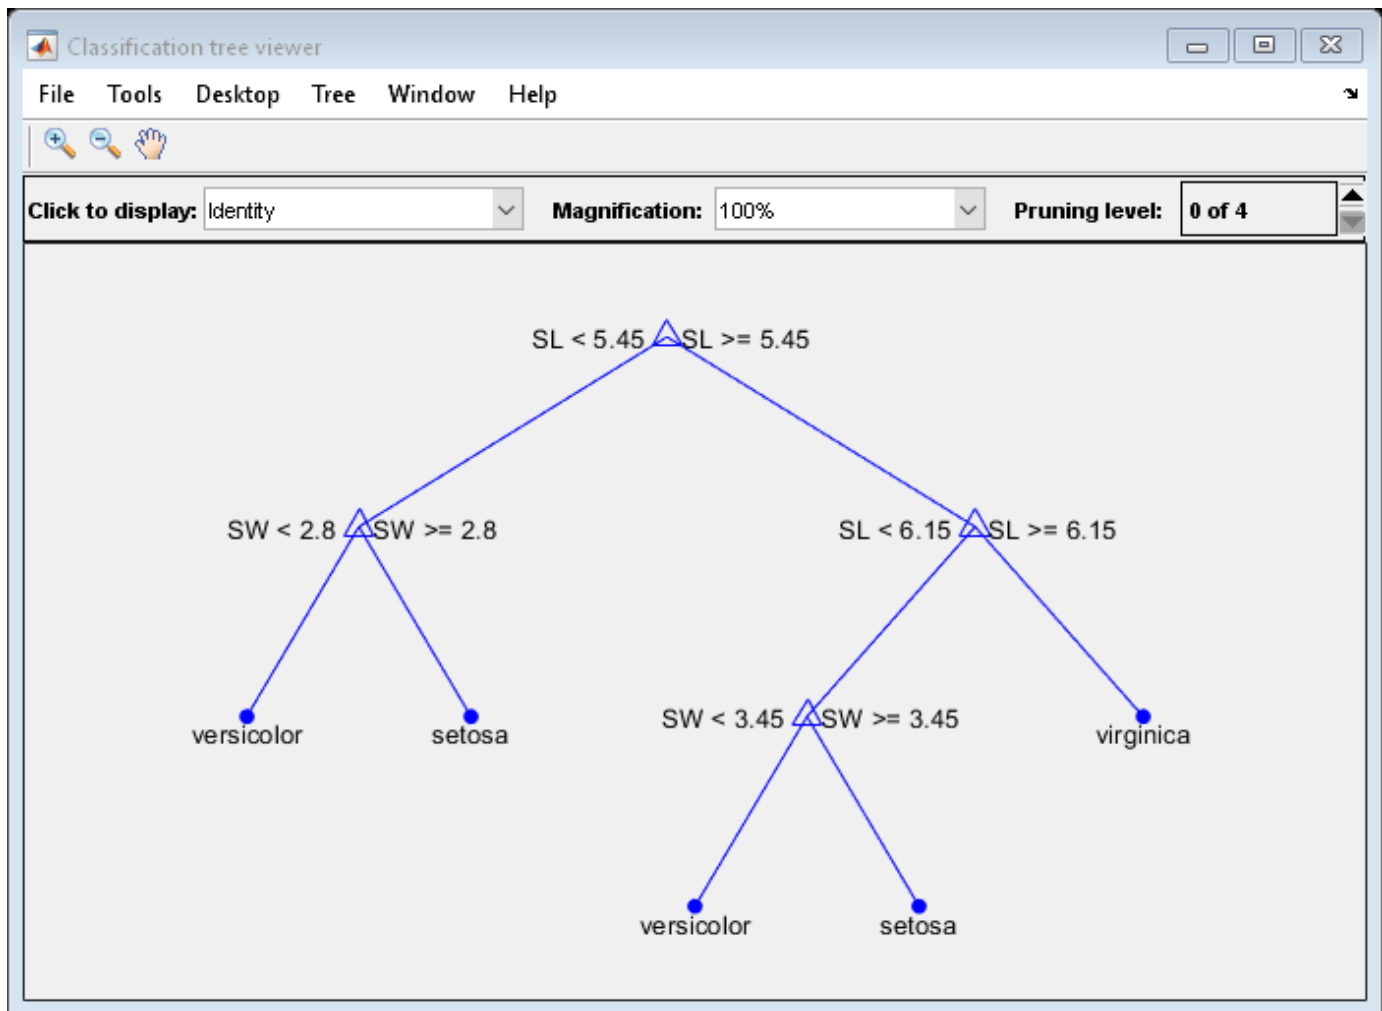 Classification tree viewer
File Tools Desktop Tree Window Help
Click to display: Identity Magnification: 100% Pruning level: 0 of 4
SL < 5.45 SL >= 5.45
SW < 2.8 SW >= 2.8 SL < 6.15 SL >= 6.15
SW < 3.45 SW >= 3.45
versicolor setosa virginica
versicolor setosa